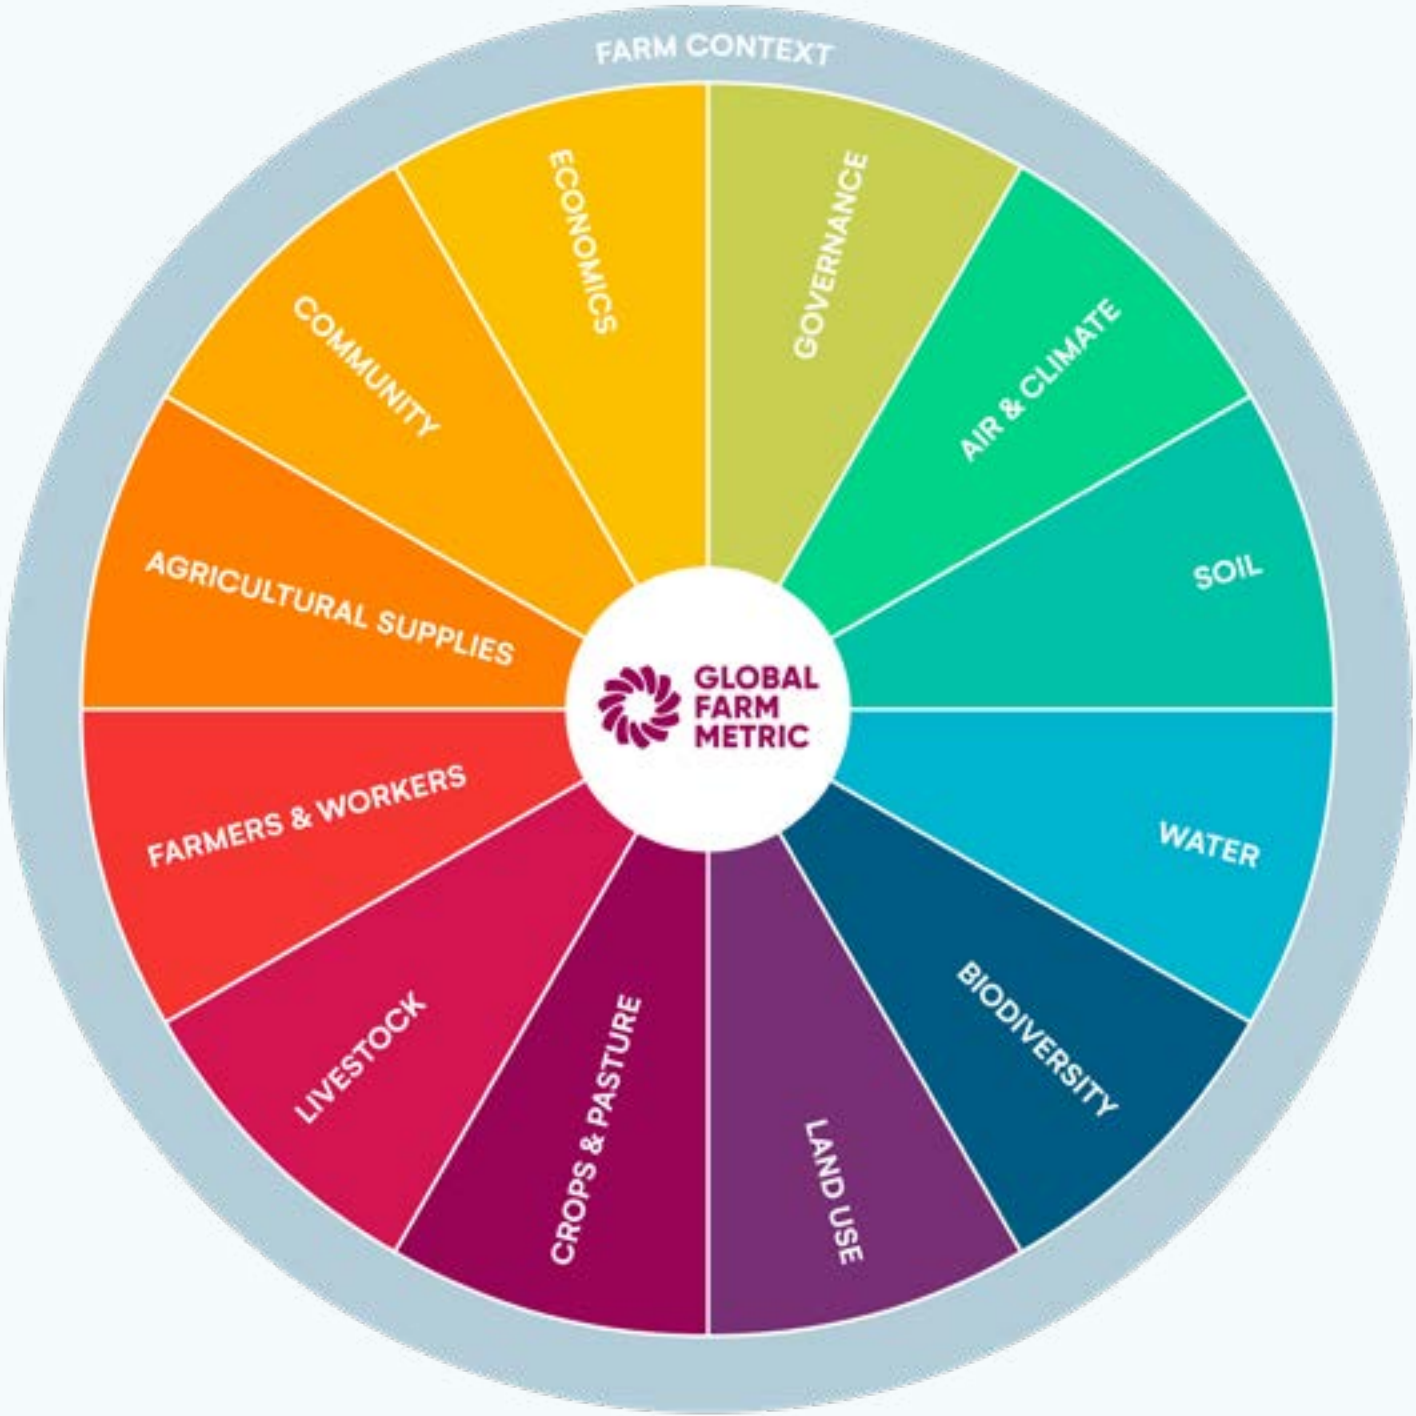 FARM CONTEXT
GOVERNANCE
AIR & CLIMATE
SOIL
WATER
BIODIVERSITY
LAND USE
CROPS & PASTURE
LIVESTOCK
FARMERS & WORKERS
AGRICULTURAL SUPPLIES
COMMUNITY
ECONOMICS
GLOBAL
FARM
METRIC